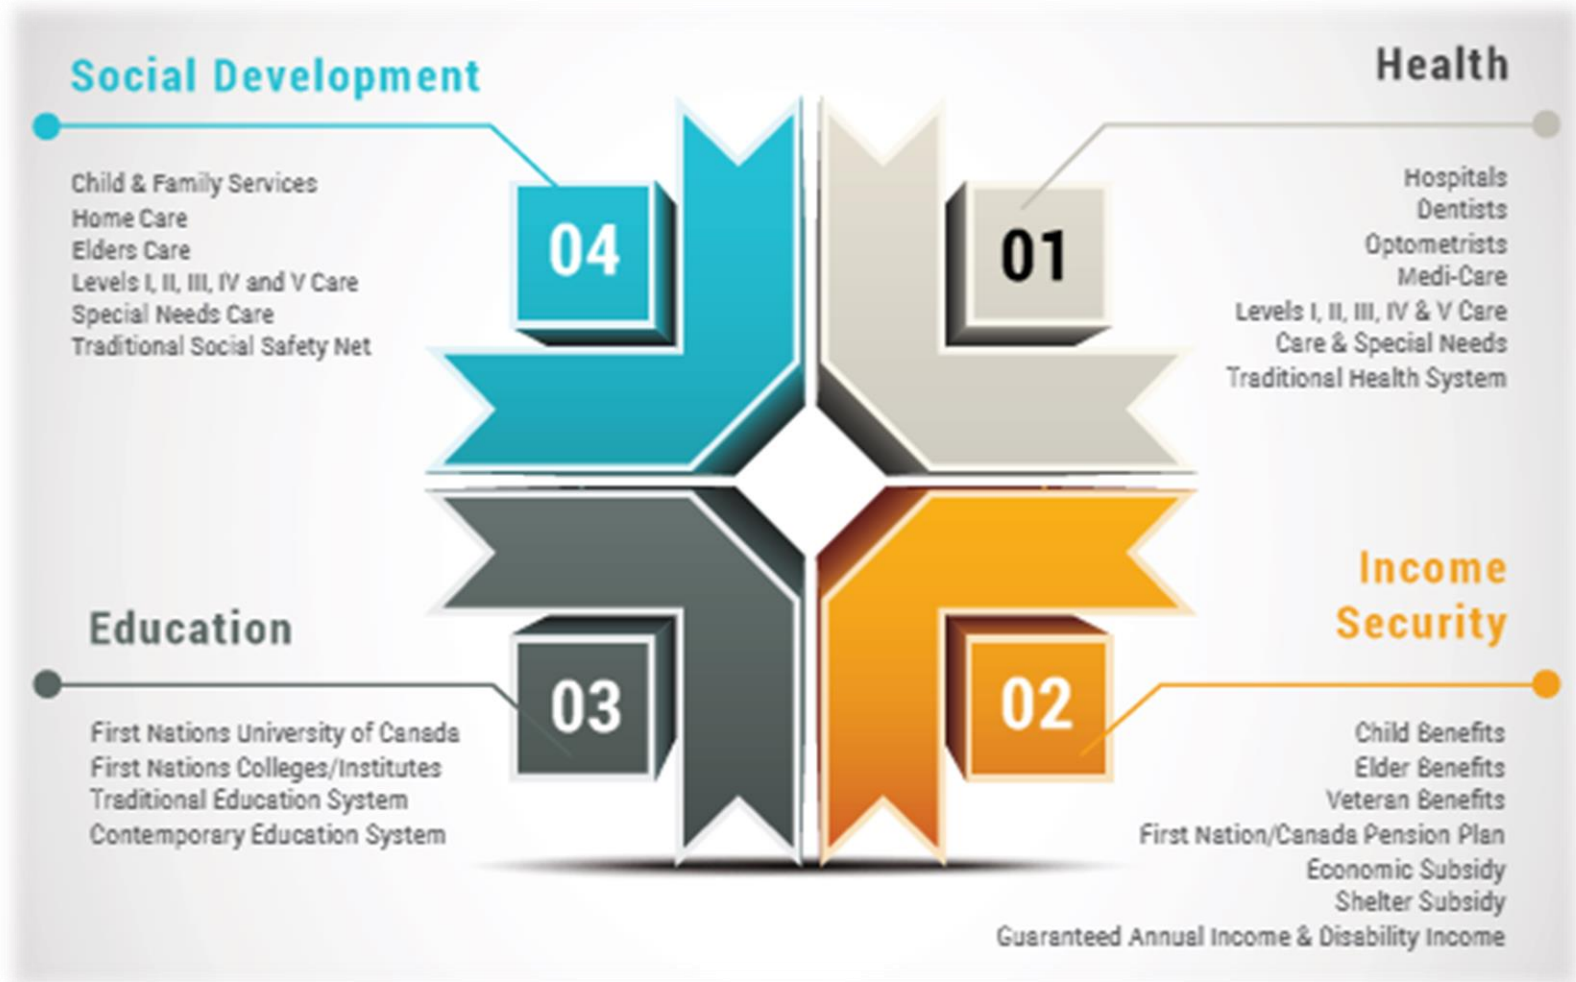 Social Development
Child & Family Services
Home Care
Elders Care
Levels I, II, III, IV and V Care
Special Needs Care
Traditional Social Safety Net
04
Health
01
Hospitals
Dentists
Optometrists
Medi-Care
Levels I, II, III, IV & V Care
Care & Special Needs
Traditional Health System
Education
03
First Nations University of Canada
First Nations Colleges/Institutes
Traditional Education System
Contemporary Education System
Income
Security
02
Child Benefits
Elder Benefits
Veteran Benefits
First Nation/Canada Pension Plan
Economic Subsidy
Shelter Subsidy
Guaranteed Annual Income & Disability Income